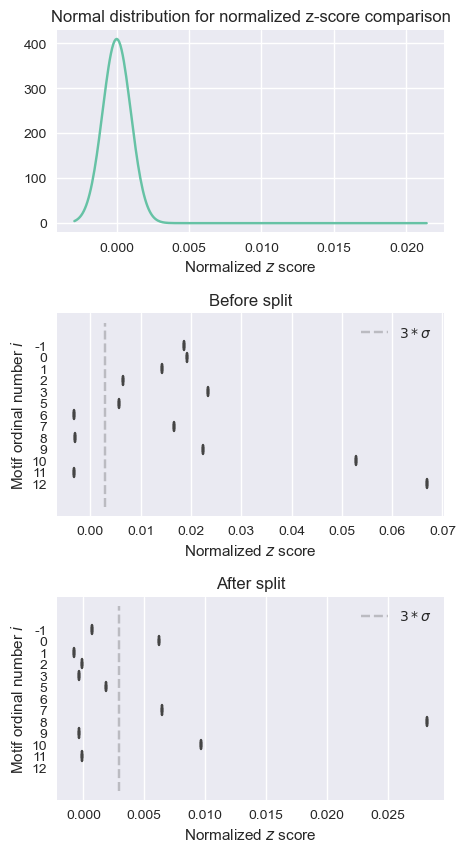 Normal distribution for normalized z-score comparison
400
300
200
100
0
0.000 0.005 0.010 0.015 0.020
Normalized z score
Before split
Motif ordinal number i
-1
0
1
2
3
5
6
7
8
9
10
11
12
3 * σ
0.00 0.01 0.02 0.03 0.04 0.05 0.06 0.07
Normalized z score
After split
Motif ordinal number i
-1
0
1
2
3
5
6
7
8
9
10
11
12
3 * σ
0.000 0.005 0.010 0.015 0.020 0.025
Normalized z score